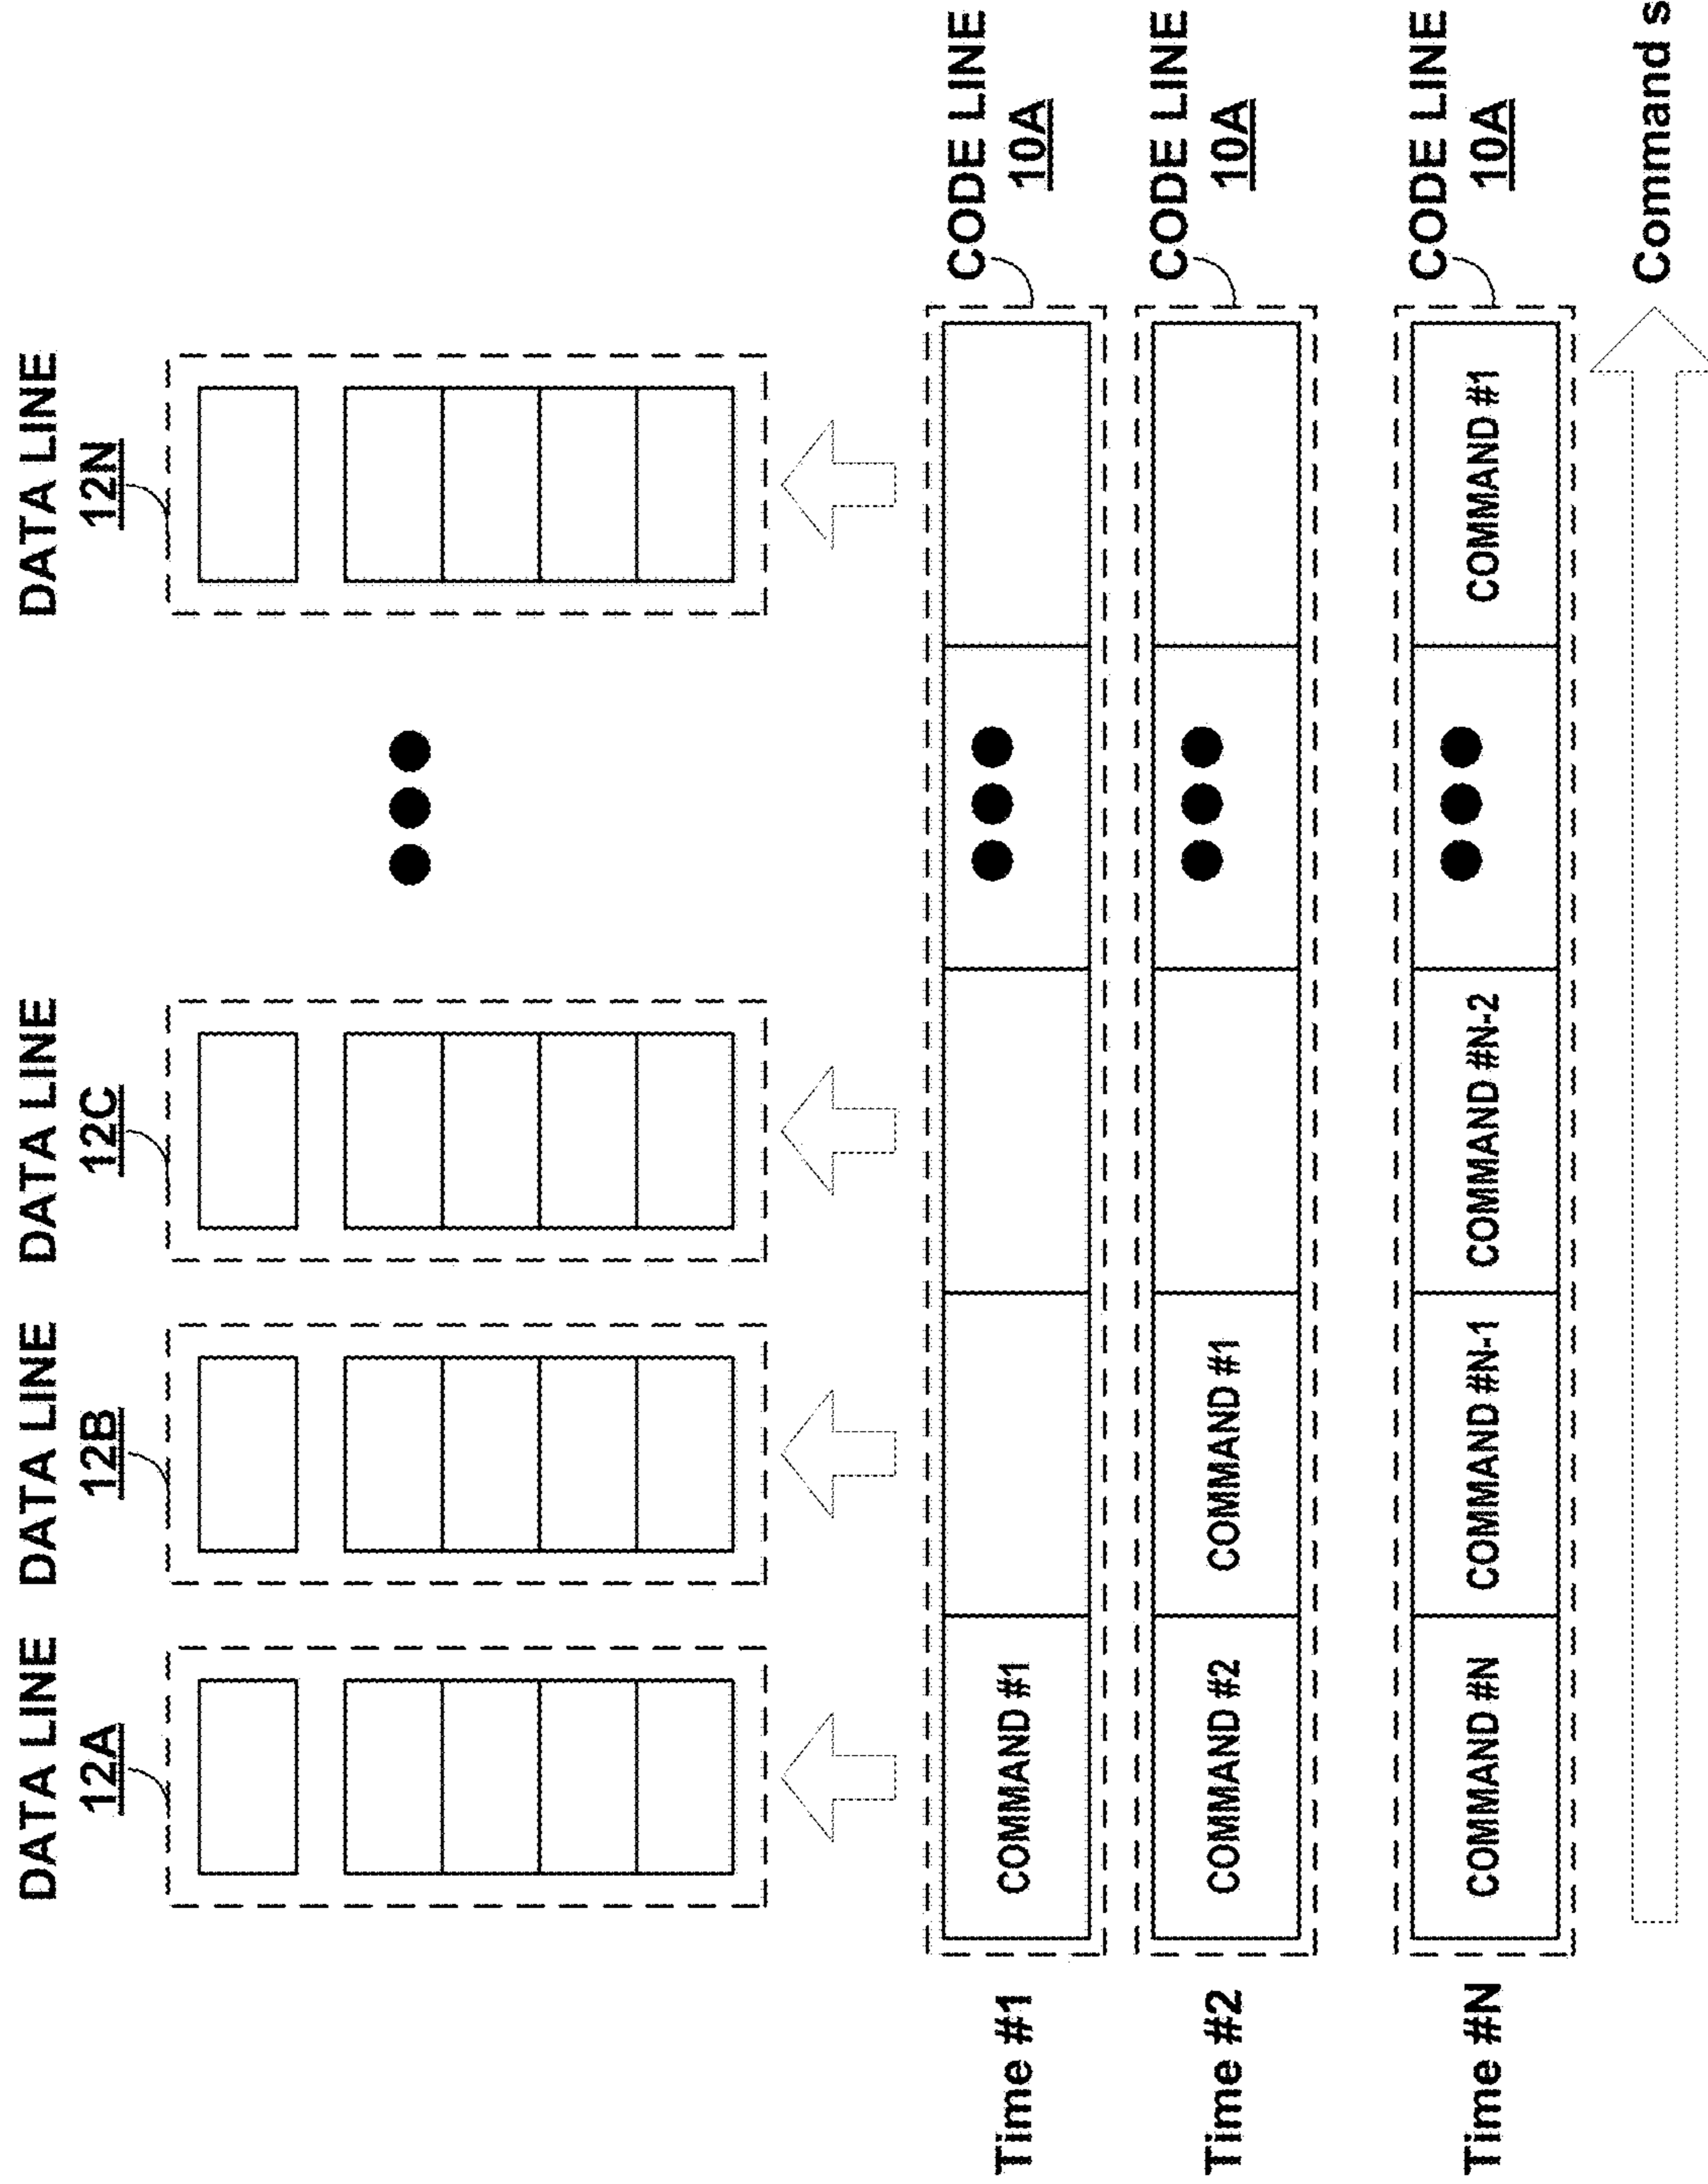 DATA LINE DATA LINE DATA LINE DATA LINE
12A 12B 12C 12N
CODE LINE
Time #1 COMMAND #1 10A
CODE LINE
Time #2 COMMAND #2 COMMAND #1 10A
CODE LINE
Time #N COMMAND #N COMMAND #N-1 COMMAND #N-2 COMMAND #1 10A
Command s